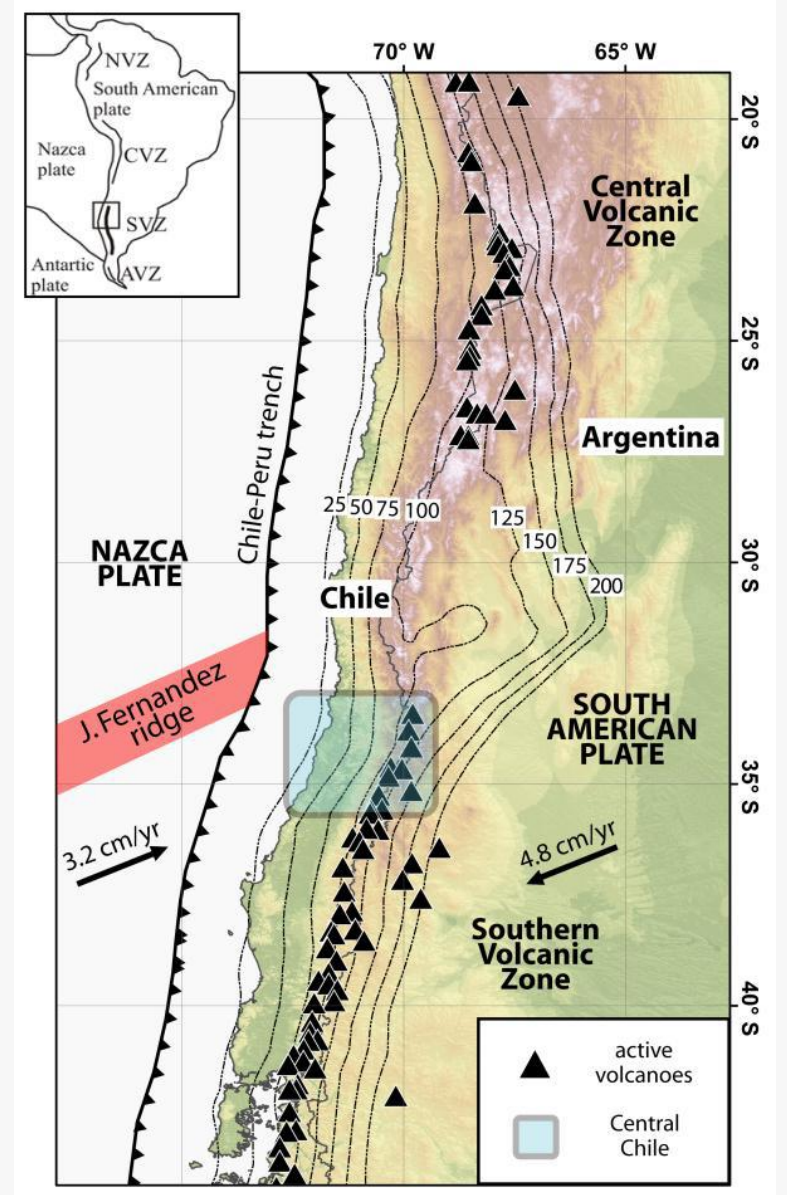 NVZ
South American
plate
Nazca
plate
CVZ
SVZ
Antartic
plate
AVZ
70° W
65° W
20° S
25° S
30° S
35° S
40° S
Central
Volcanic
Zone
Chile-Peru trench
Argentina
25 50 75 100
125
150
175
200
NAZCA
PLATE
Chile
J. Fernandez
ridge
SOUTH
AMERICAN
PLATE
3.2 cm/yr
4.8 cm/yr
Southern
Volcanic
Zone
active
volcanoes
Central
Chile